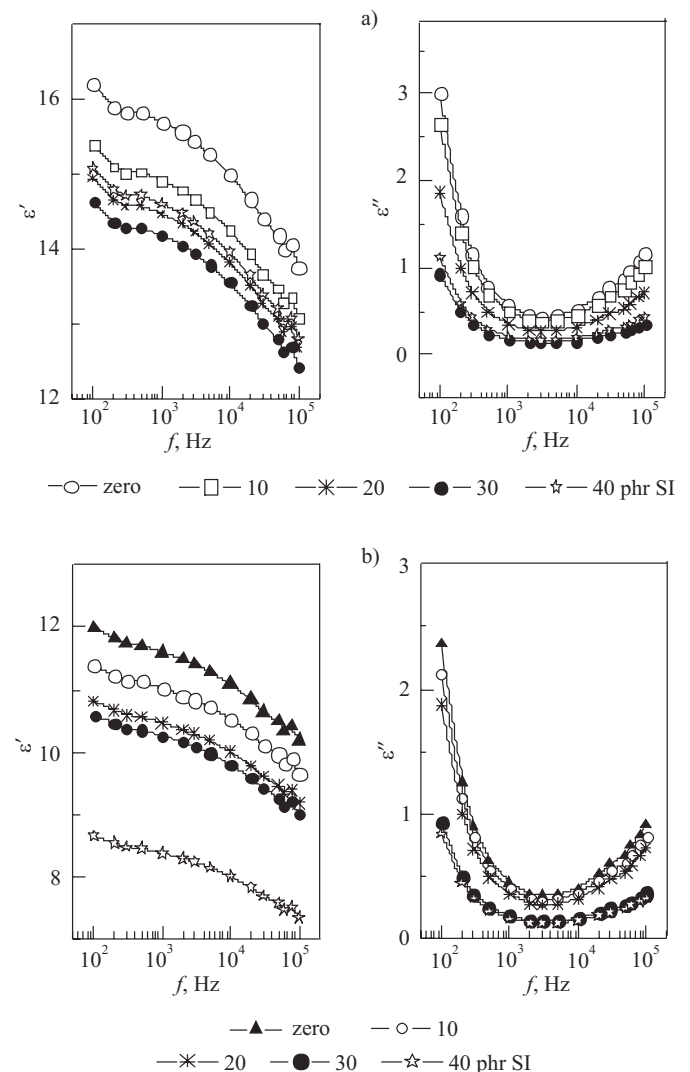 a)
16
14
12
ε′
10² 10³ 10⁴ 10⁵
f, Hz
3
2
1
0
ε″
10² 10³ 10⁴ 10⁵
f, Hz
zero 10 20 30 40 phr SI
b)
12
10
8
ε′
10² 10³ 10⁴ 10⁵
f, Hz
3
2
1
0
ε″
10² 10³ 10⁴ 10⁵
f, Hz
zero 10
20 30 40 phr SI